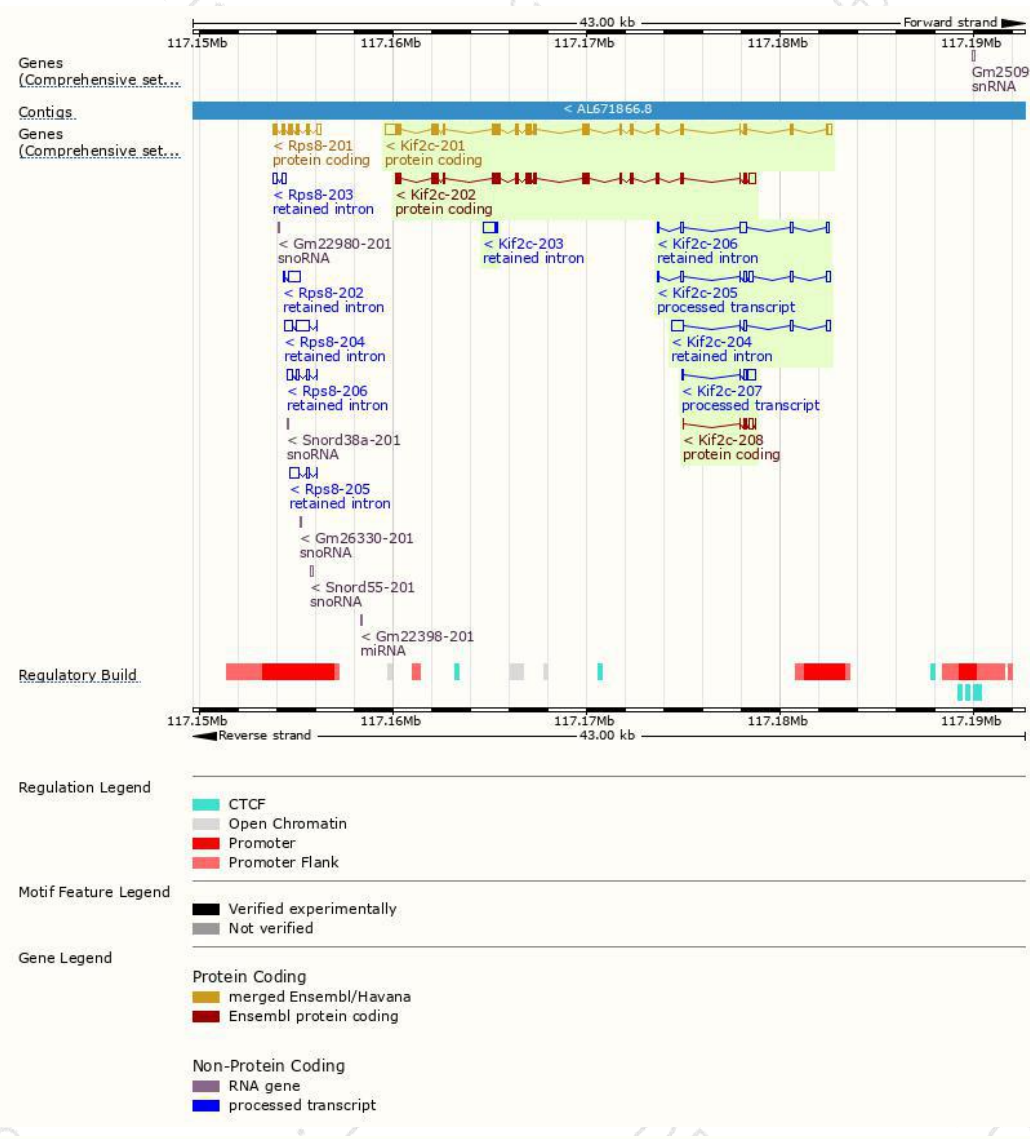 43.00 kb
Forward strand
117.15Mb 117.16Mb 117.17Mb 117.18Mb 117.19Mb
Genes
(Comprehensive set...
Gm2509
snRNA
Contigs
< AL671866.8
Genes
(Comprehensive set...
< Rps8-201
protein coding
< Kif2c-201
protein coding
< Rps8-203
retained intron
< Kif2c-202
protein coding
< Gm22980-201
snoRNA
< Kif2c-203
retained intron
< Kif2c-206
retained intron
< Rps8-202
retained intron
< Kif2c-205
processed transcript
< Rps8-204
retained intron
< Kif2c-204
retained intron
< Rps8-206
retained intron
< Kif2c-207
processed transcript
< Snord38a-201
snoRNA
< Kif2c-208
protein coding
< Rps8-205
retained intron
< Gm26330-201
snoRNA
< Snord55-201
snoRNA
< Gm22398-201
miRNA
Regulatory Build
117.15Mb 117.16Mb 117.17Mb 117.18Mb 117.19Mb
Reverse strand
43.00 kb
Regulation Legend
CTCF
Open Chromatin
Promoter
Promoter Flank
Motif Feature Legend
Verified experimentally
Not verified
Gene Legend
Protein Coding
merged Ensembl/Havana
Ensembl protein coding
Non-Protein Coding
RNA gene
processed transcript